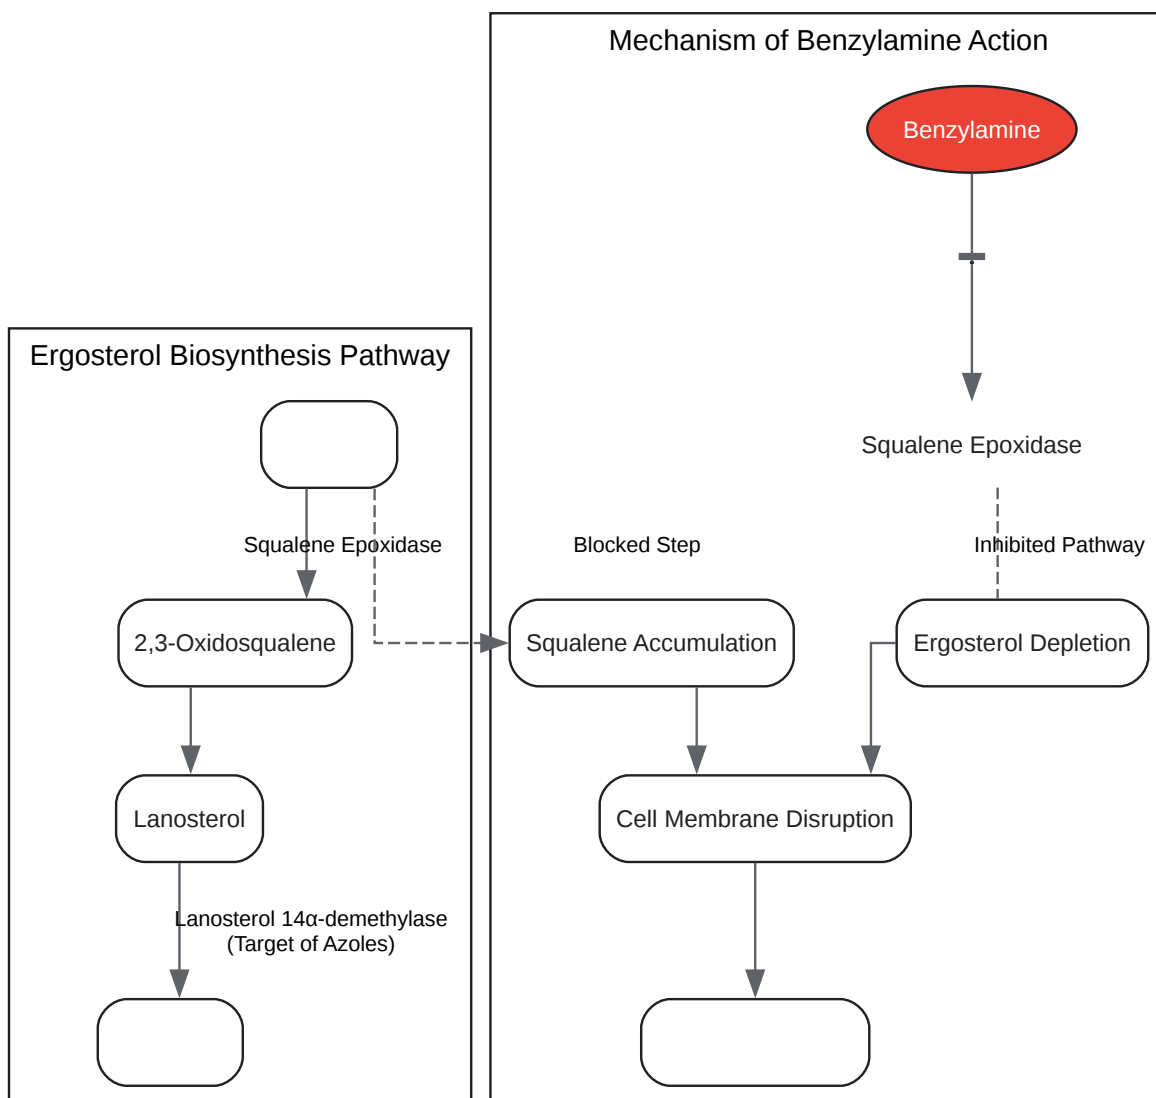 Mechanism of Benzylamine Action
Benzylamine
Ergosterol Biosynthesis Pathway
Squalene Epoxidase
Squalene Epoxidase
Blocked Step
Inhibited Pathway
2,3-Oxidosqualene
Squalene Accumulation
Ergosterol Depletion
Lanosterol
Cell Membrane Disruption
Lanosterol 14α-demethylase
(Target of Azoles)